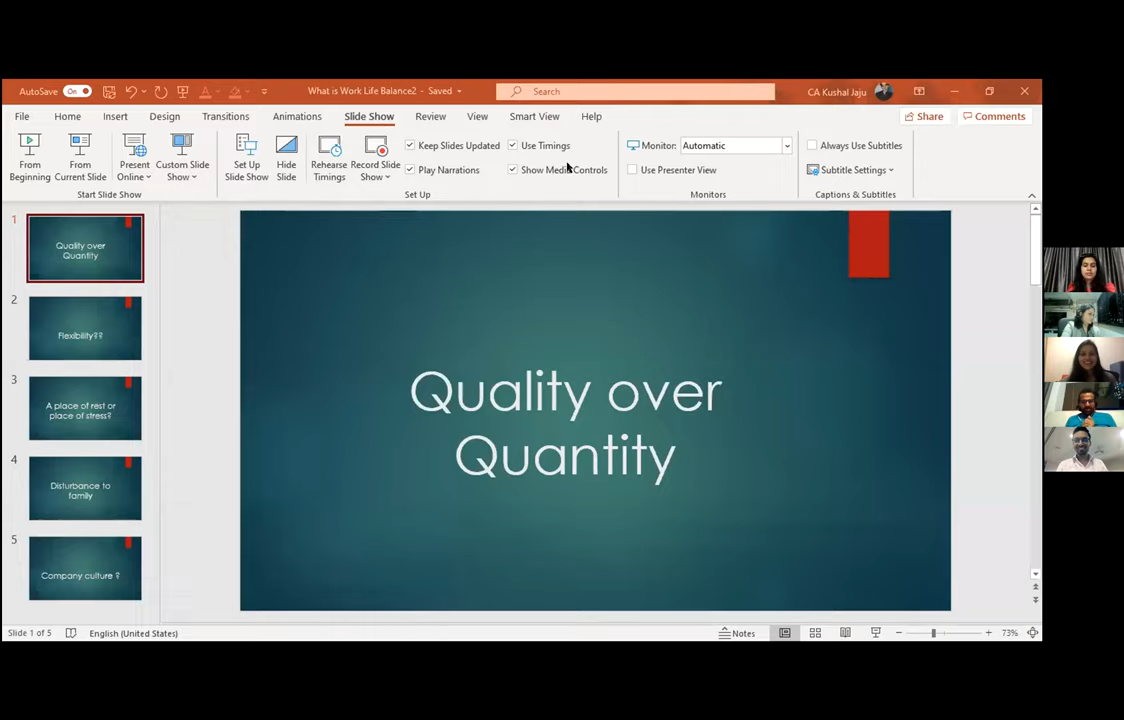 AutoSave On What is Work Life Balance2 - Saved Search CA Kushal Jaju
File Home Insert Design Transitions Animations Slide Show Review View Smart View Help Share Comments
From Beginning
From Current Slide
Present Online
Custom Slide Show
Start Slide Show
Set Up Slide Show
Hide Slide
Rehearse Timings
Record Slide Show
Keep Slides Updated
Play Narrations
Use Timings
Show Media Controls
Set Up
Monitor: Automatic
Use Presenter View
Monitors
Always Use Subtitles
Subtitle Settings
Captions & Subtitles
1
Quality over
Quantity
2
Flexibility??
3
A place of rest or
place of stress?
4
Disturbance to
family
5
Company culture ?
Quality over
Quantity
Slide 1 of 5 English (United States) Notes 73%